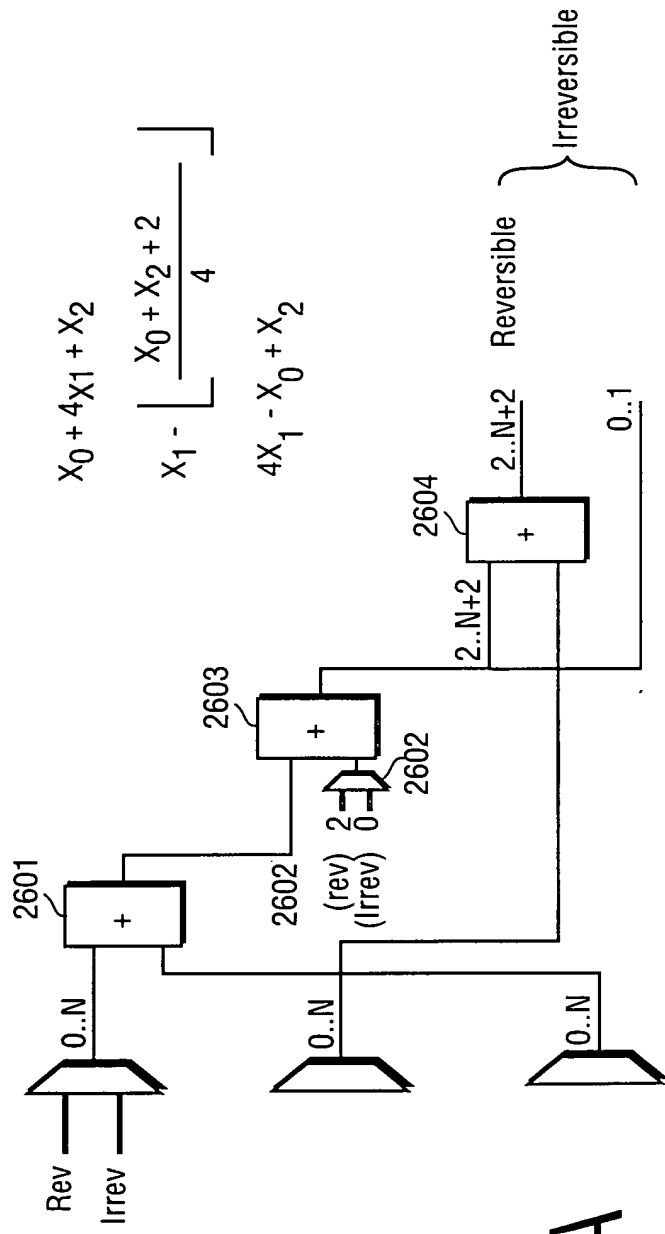 Rev
Irrev
0..N
0..N
0..N
2601
+
2602
2
0
(rev)
(Irrev)
2602
2603
+
2..N+2
2604
+
2..N+2
0..1
Reversible
Irreversible
X0 + 4X1 + X2
X1 - [ X0 + X2 + 2
4 ]
4X1 - X0 + X2